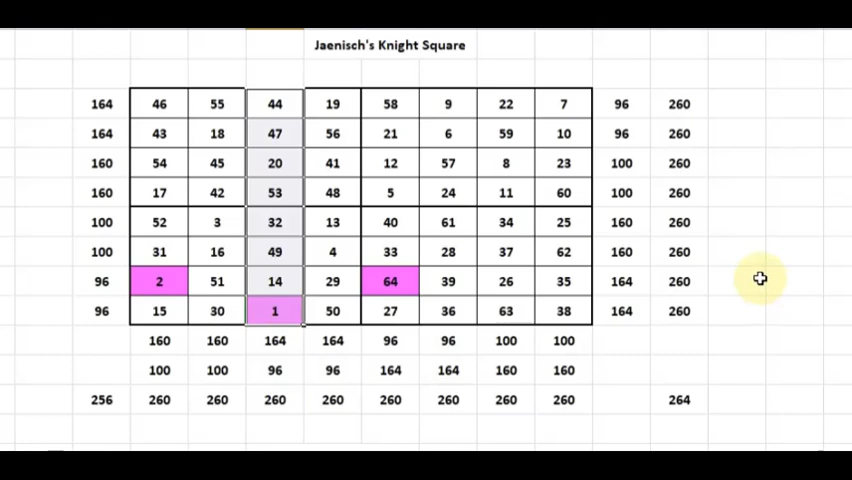 Jaenisch's Knight Square
164 46 55 44 19 58 9 22 7 96 260
164 43 18 47 56 21 6 59 10 96 260
160 54 45 20 41 12 57 8 23 100 260
160 17 42 53 48 5 24 11 60 100 260
100 52 3 32 13 40 61 34 25 160 260
100 31 16 49 4 33 28 37 62 160 260
96 2 51 14 29 64 39 26 35 164 260
96 15 30 1 50 27 36 63 38 164 260
160 160 164 164 96 96 100 100
100 100 96 96 164 164 160 160
256 260 260 260 260 260 260 260 260 264